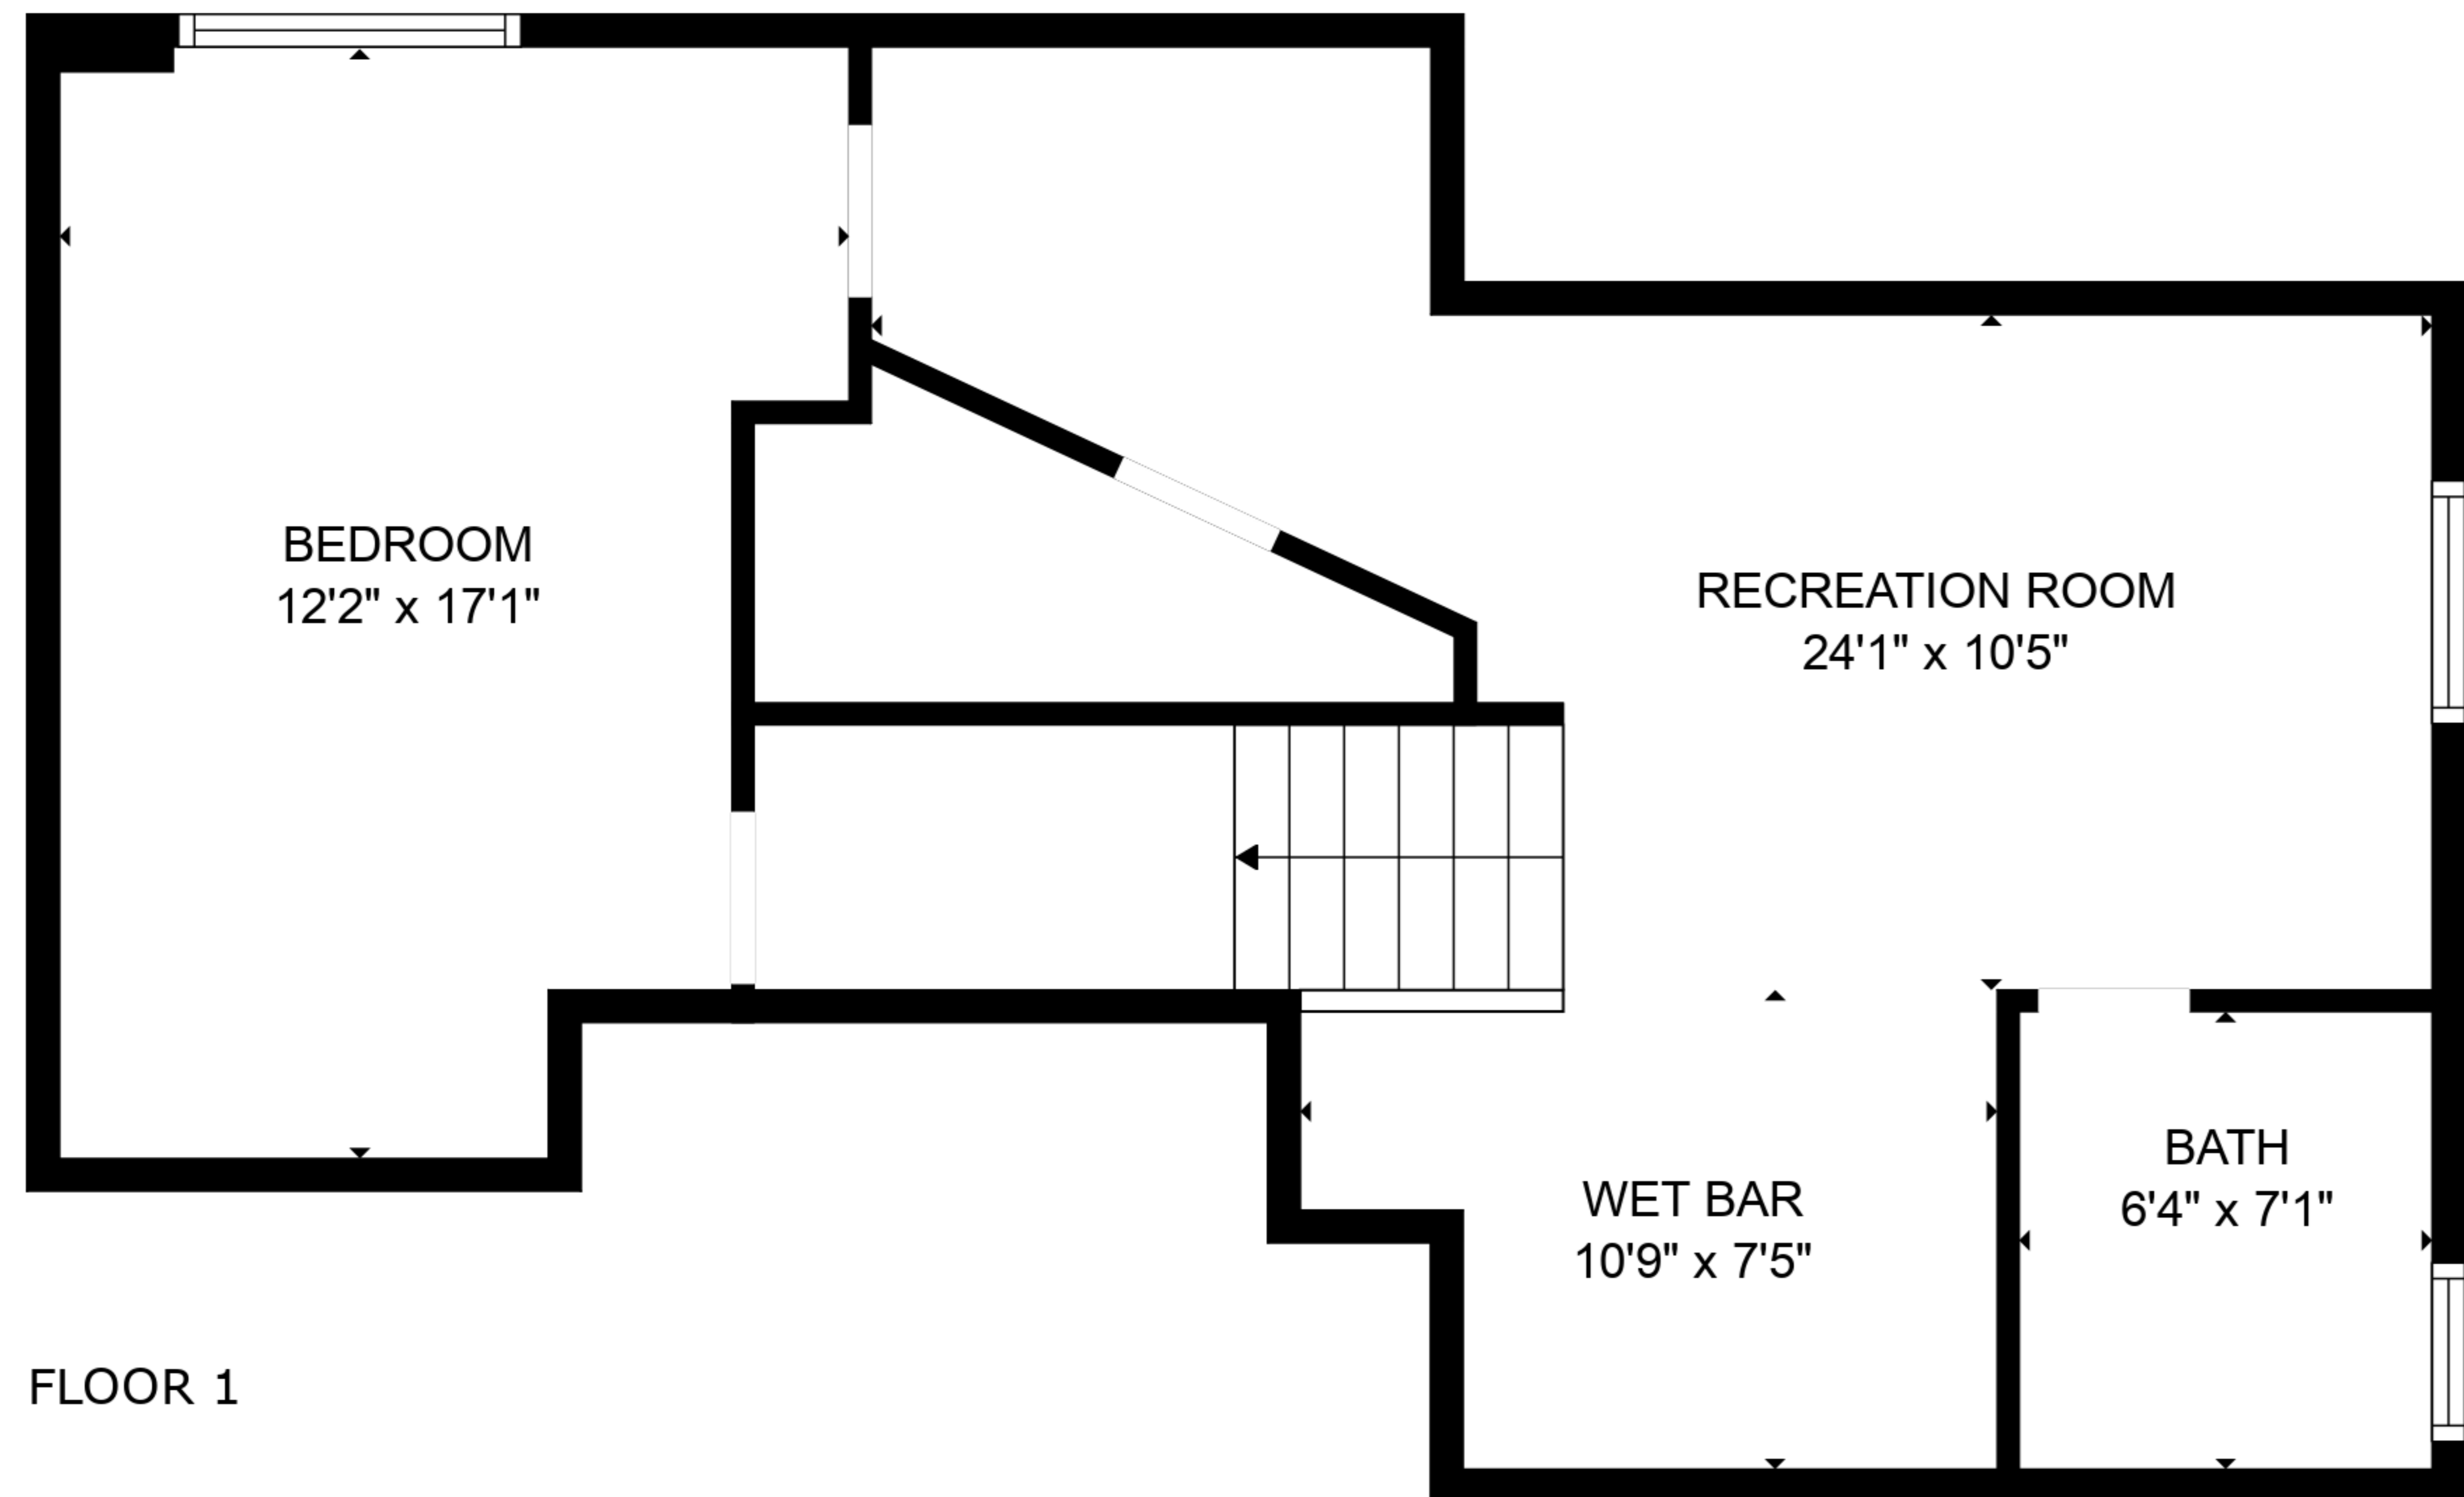 BEDROOM
12'2" x 17'1"
RECREATION ROOM
24'1" x 10'5"
BATH
6'4" x 7'1"
WET BAR
10'9" x 7'5"
FLOOR 1